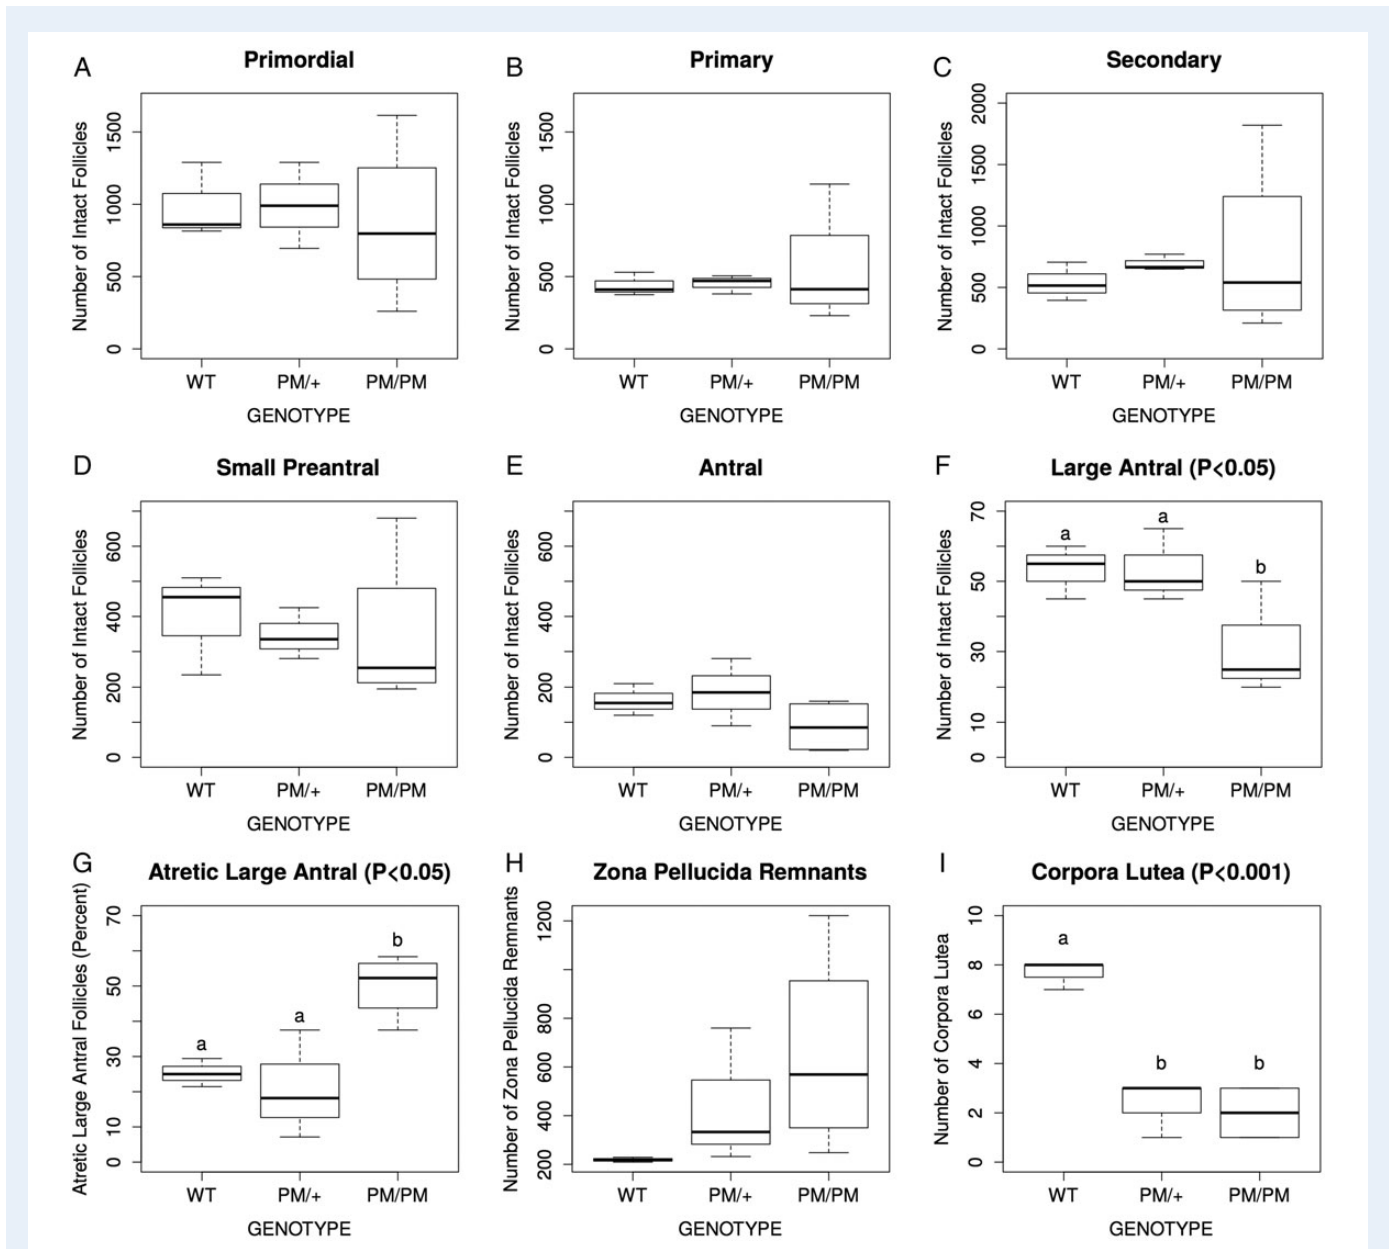 A Primordial
Number of Intact Follicles
1500
1000
500
0
WT PM/+ PM/PM
GENOTYPE
B Primary
Number of Intact Follicles
1500
1000
500
0
WT PM/+ PM/PM
GENOTYPE
C Secondary
Number of Intact Follicles
2000
1500
1000
500
0
WT PM/+ PM/PM
GENOTYPE
D Small Preantral
Number of Intact Follicles
600
400
200
0
WT PM/+ PM/PM
GENOTYPE
E Antral
Number of Intact Follicles
600
400
200
0
WT PM/+ PM/PM
GENOTYPE
F Large Antral (P<0.05)
Number of Intact Follicles
70
50
30
10
0
a a b
WT PM/+ PM/PM
GENOTYPE
G Atretic Large Antral (P<0.05)
Atretic Large Antral Follicles (Percent)
70
50
30
10
0
a a b
WT PM/+ PM/PM
GENOTYPE
H Zona Pellucida Remnants
Number of Zona Pellucida Remnants
1200
800
600
400
200
WT PM/+ PM/PM
GENOTYPE
I Corpora Lutea (P<0.001)
Number of Corpora Lutea
10
8
6
4
2
0
a b b
WT PM/+ PM/PM
GENOTYPE